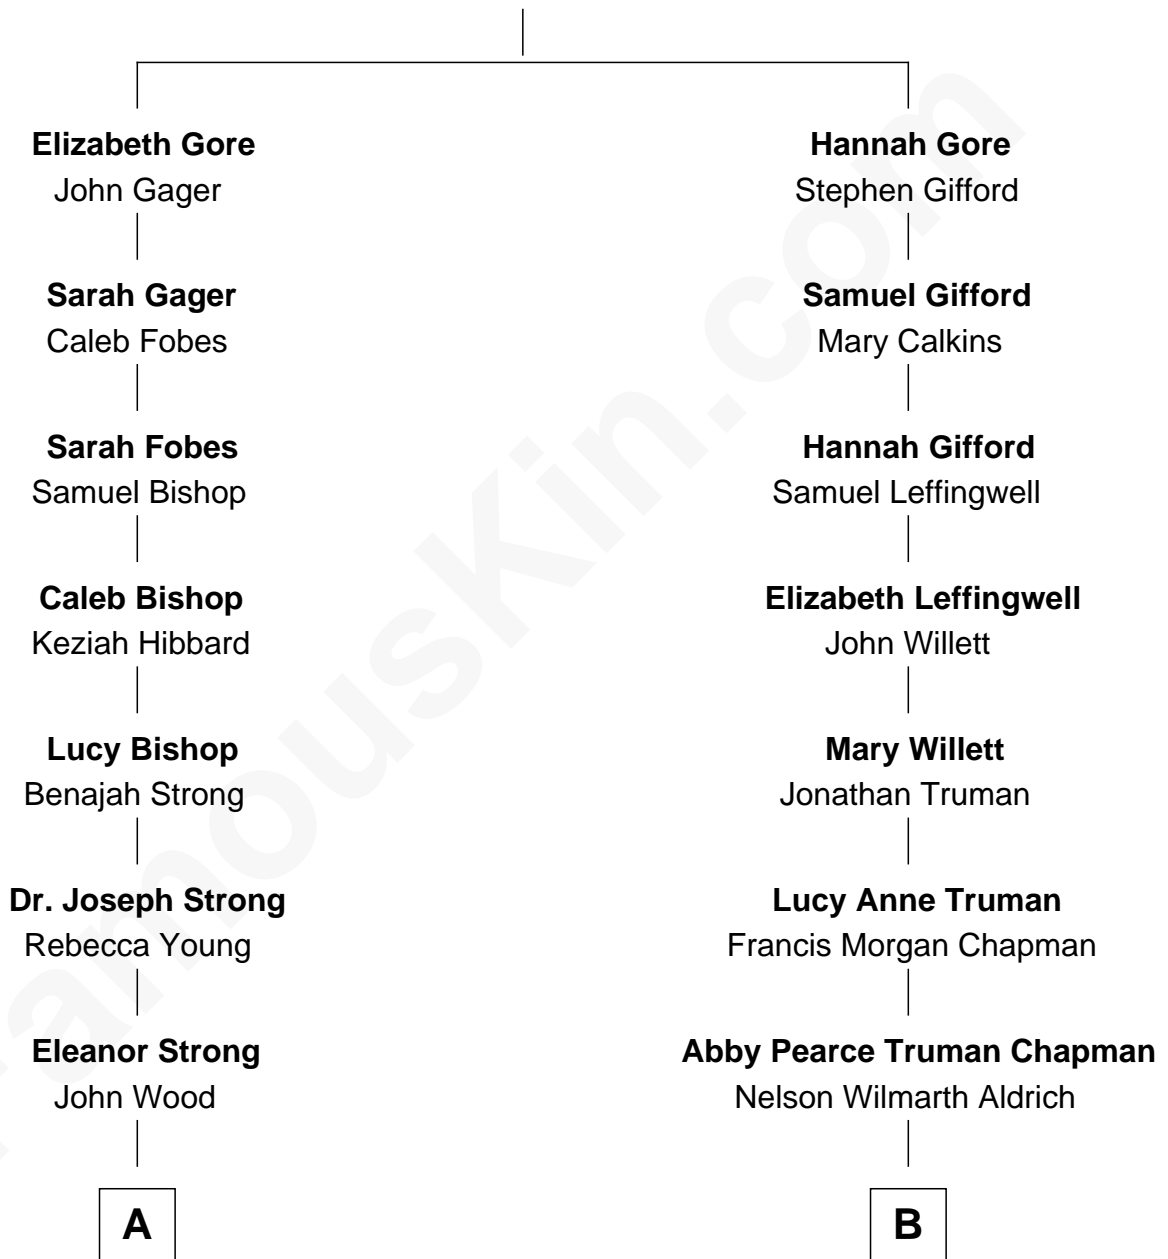 Elizabeth Gore
John Gager
Hannah Gore
Stephen Gifford
Sarah Gager
Caleb Fobes
Samuel Gifford
Mary Calkins
Sarah Fobes
Samuel Bishop
Hannah Gifford
Samuel Leffingwell
Caleb Bishop
Keziah Hibbard
Elizabeth Leffingwell
John Willett
Lucy Bishop
Benajah Strong
Mary Willett
Jonathan Truman
Dr. Joseph Strong
Rebecca Young
Lucy Anne Truman
Francis Morgan Chapman
Eleanor Strong
John Wood
Abby Pearce Truman Chapman
Nelson Wilmarth Aldrich
A
B
FamousKin.com